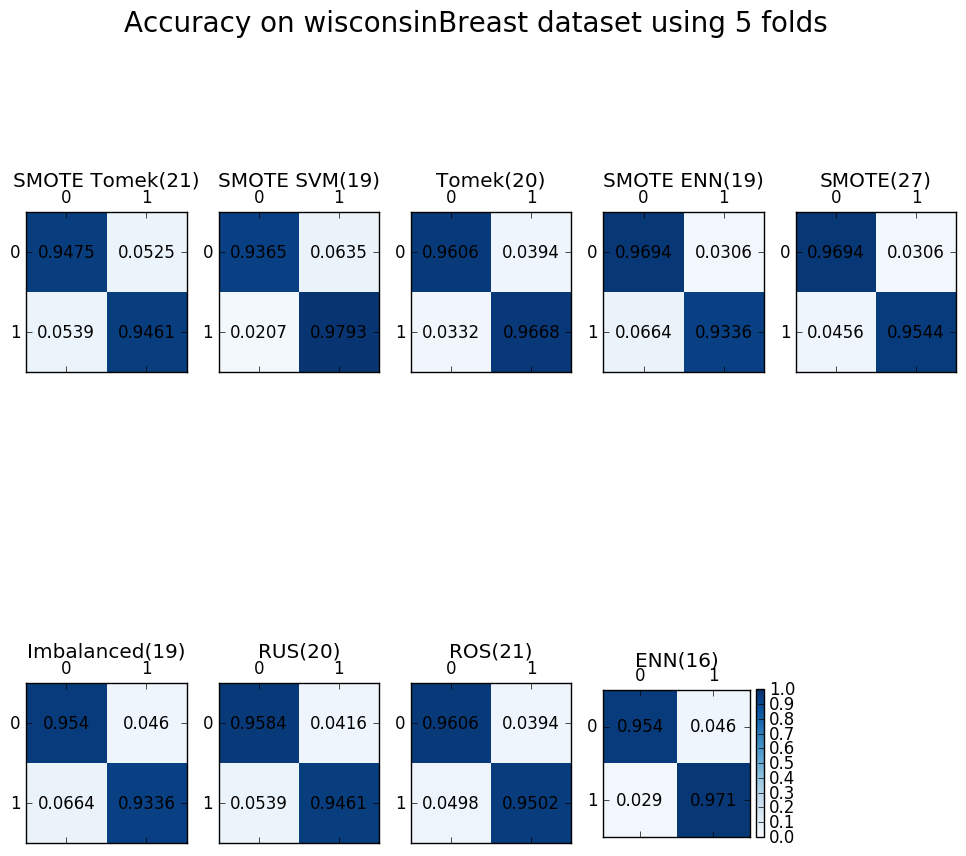 Accuracy on wisconsinBreast dataset using 5 folds
SMOTE Tomek(21) SMOTE SVM(19) Tomek(20) SMOTE ENN(19) SMOTE(27)
0 1 0 1 0 1 0 1 0 1
0 0.9475 0.0525 0 0.9365 0.0635 0 0.9606 0.0394 0 0.9694 0.0306 0 0.9694 0.0306
1 0.0539 0.9461 1 0.0207 0.9793 1 0.0332 0.9668 1 0.0664 0.9336 1 0.0456 0.9544
Imbalanced(19) RUS(20) ROS(21) ENN(16)
0 1 0 1 0 1 0 1
0 0.954 0.046 0 0.9584 0.0416 0 0.9606 0.0394 0 0.954 0.046
1 0.0664 0.9336 1 0.0539 0.9461 1 0.0498 0.9502 1 0.029 0.971
1.0
0.9
0.8
0.7
0.6
0.5
0.4
0.3
0.2
0.1
0.0